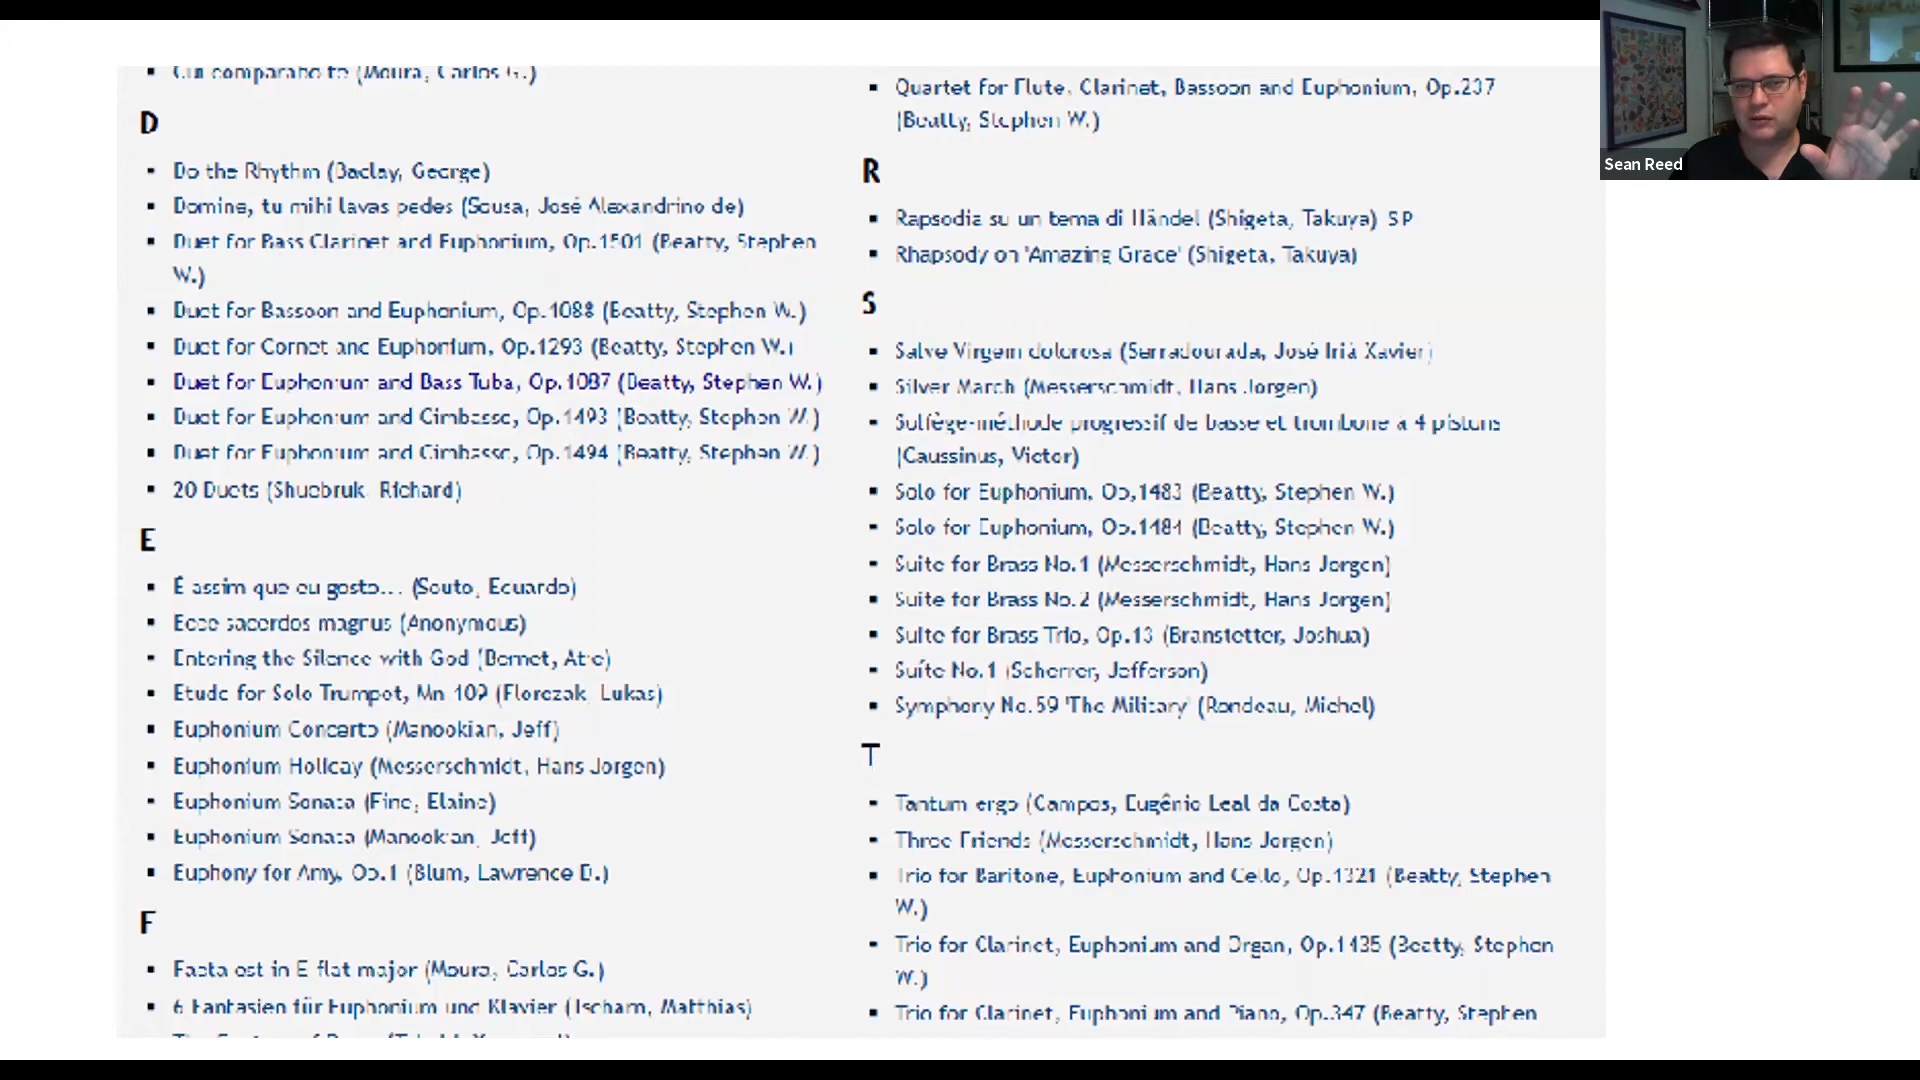 Cui comparabo te (Moura, Carlos G.)
D
Do the Rhythm (Baclay, George)
Domine, tu mihi lavas pedes (Sousa, José Alexandrino de)
Duet for Bass Clarinet and Euphonium, Op.1501 (Beatty, Stephen
W.)
Duet for Bassoon and Euphonium, Op.1088 (Beatty, Stephen W.)
Duet for Cornet and Euphonium, Op.1293 (Beatty, Stephen W.)
Duet for Euphonium and Bass Tuba, Op.1087 (Beatty, Stephen W.)
Duet for Euphonium and Cimbasso, Op.1493 (Beatty, Stephen W.)
Duet for Euphonium and Cimbasso, Op.1494 (Beatty, Stephen W.)
20 Duets (Shuebruk, Richard)
E
É assim que eu gosto... (Souto, Eduardo)
Ecce sacerdos magnus (Anonymous)
Entering the Silence with God (Bernet,
Etude for Solo Trumpet, Mn 109 (Florczak, Lukas)
Euphonium Concerto (Manookian, Jeff)
Euphonium Holiday (Messerschmidt, Hans Jorgen)
Euphonium Sonata (Fine, Elaine)
Euphonium Sonata (Manookian, Jeff)
Euphony for Amy, Op.1 (Blum, Lawrence D.)
F
Facta est in E-flat major (Moura, Carlos G.)
6 Fantasien für Euphonium und Klavier (Tscharn, Matthias)
Quartet for Flute, Clarinet, Bassoon and Euphonium, Op.237
(Beatty, Stephen W.)
R
Rapsodia su un tema di Händel (Shigeta, Takuya) SP
Rhapsody on 'Amazing Grace' (Shigeta, Takuya)
S
Salve Virgem dolorosa (Serradourada, José Iriá Xavier)
Silver March (Messerschmidt, Hans Jorgen)
Solfège-méthode progressif de basse et trombone à 4 pistons
(Caussinus, Victor)
Solo for Euphonium, Op,1483 (Beatty, Stephen W.)
Solo for Euphonium, Op.1484 (Beatty, Stephen W.)
Suite for Brass No.1 (Messerschmidt, Hans Jorgen)
Suite for Brass No.2 (Messerschmidt, Hans Jorgen)
Suite for Brass Trio, Op.13 (Branstetter, Joshua)
Suíte No.1 (Scherrer, Jefferson)
Symphony No.59 'The Military' (Rondeau, Michel)
T
Tantum ergo (Campos, Eugênio Leal da Costa)
Three Friends (Messerschmidt, Hans Jorgen)
Trio for Baritone, Euphonium and Cello, Op.1321 (Beatty, Stephen
W.)
Trio for Clarinet, Euphonium and Organ, Op.1435 (Beatty, Stephen
W.)
Trio for Clarinet, Euphonium and Piano, Op.347 (Beatty, Stephen
Sean Reed